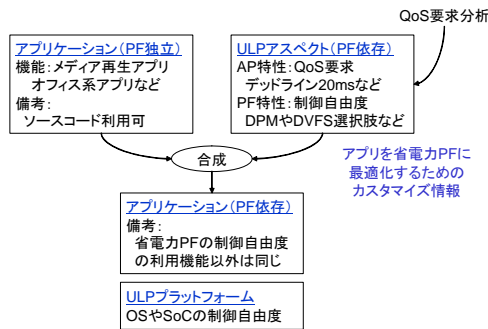 QoS要求分析
アプリケーション(PF独立)
機能:メディア再生アプリ
オフィス系アプリなど
備考:
ソースコード利用可
ULPアスペクト(PF依存)
AP特性:QoS要求
デッドライン20msなど
PF特性:制御自由度
DPMやDVFS選択肢など
合成
アプリを省電力PFに
最適化するための
カスタマイズ情報
アプリケーション(PF依存)
備考:
省電力PFの制御自由度
の利用機能以外は同じ
ULPプラットフォーム
OSやSoCの制御自由度